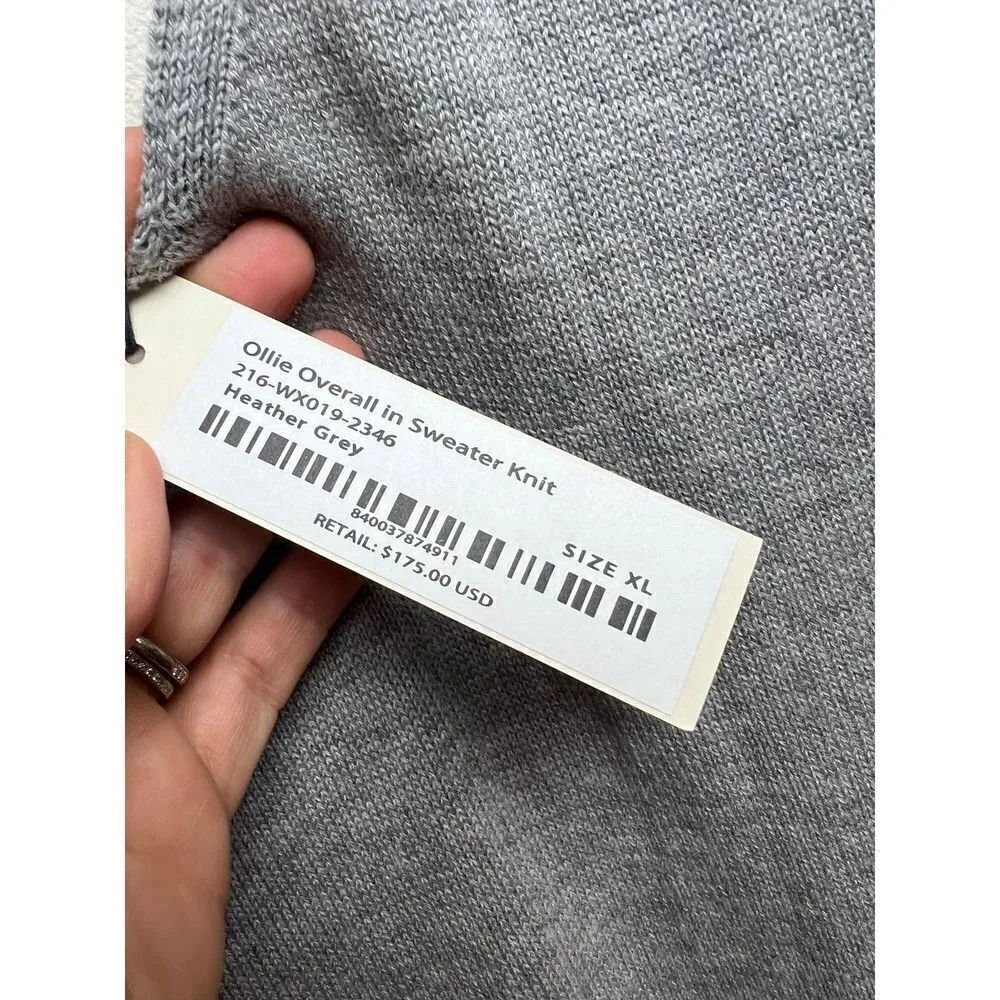 Ollie Overall in Sweater Knit
216-WX019-2346
Heather Grey
SIZE XL
840037874911
RETAIL: $175.00 USD